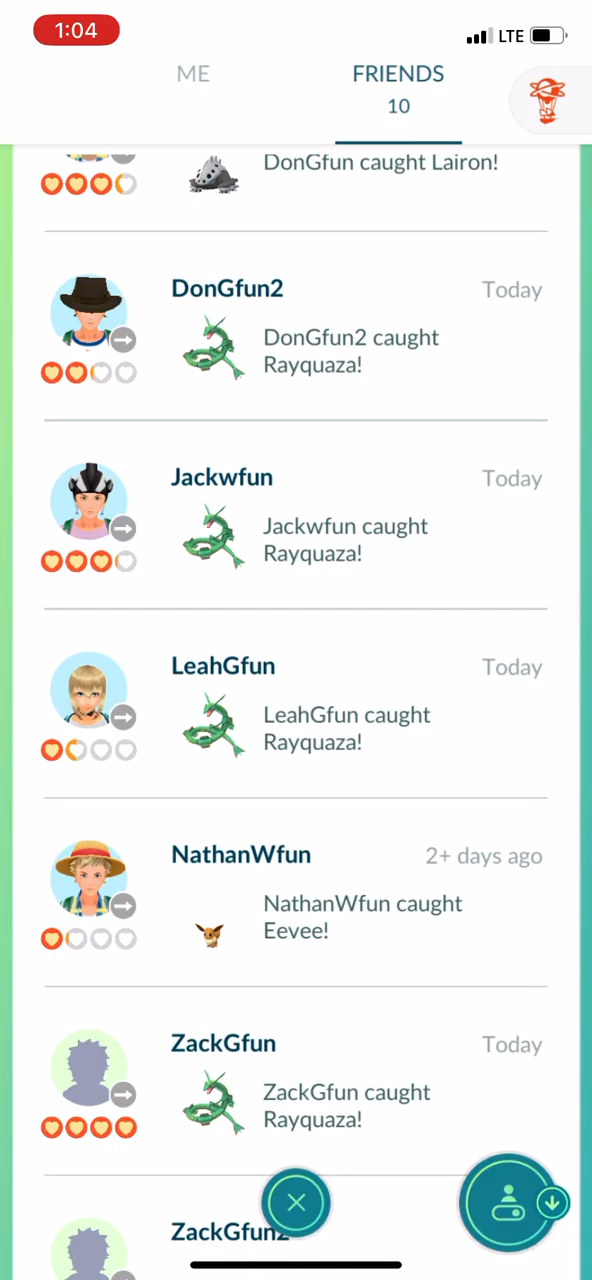 1:04
LTE
ME
FRIENDS
10
DonGfun caught Lairon!
DonGfun2
Today
DonGfun2 caught
Rayquaza!
Jackwfun
Today
Jackwfun caught
Rayquaza!
LeahGfun
Today
LeahGfun caught
Rayquaza!
NathanWfun
2+ days ago
NathanWfun caught
Eevee!
ZackGfun
Today
ZackGfun caught
Rayquaza!
ZackGfun2